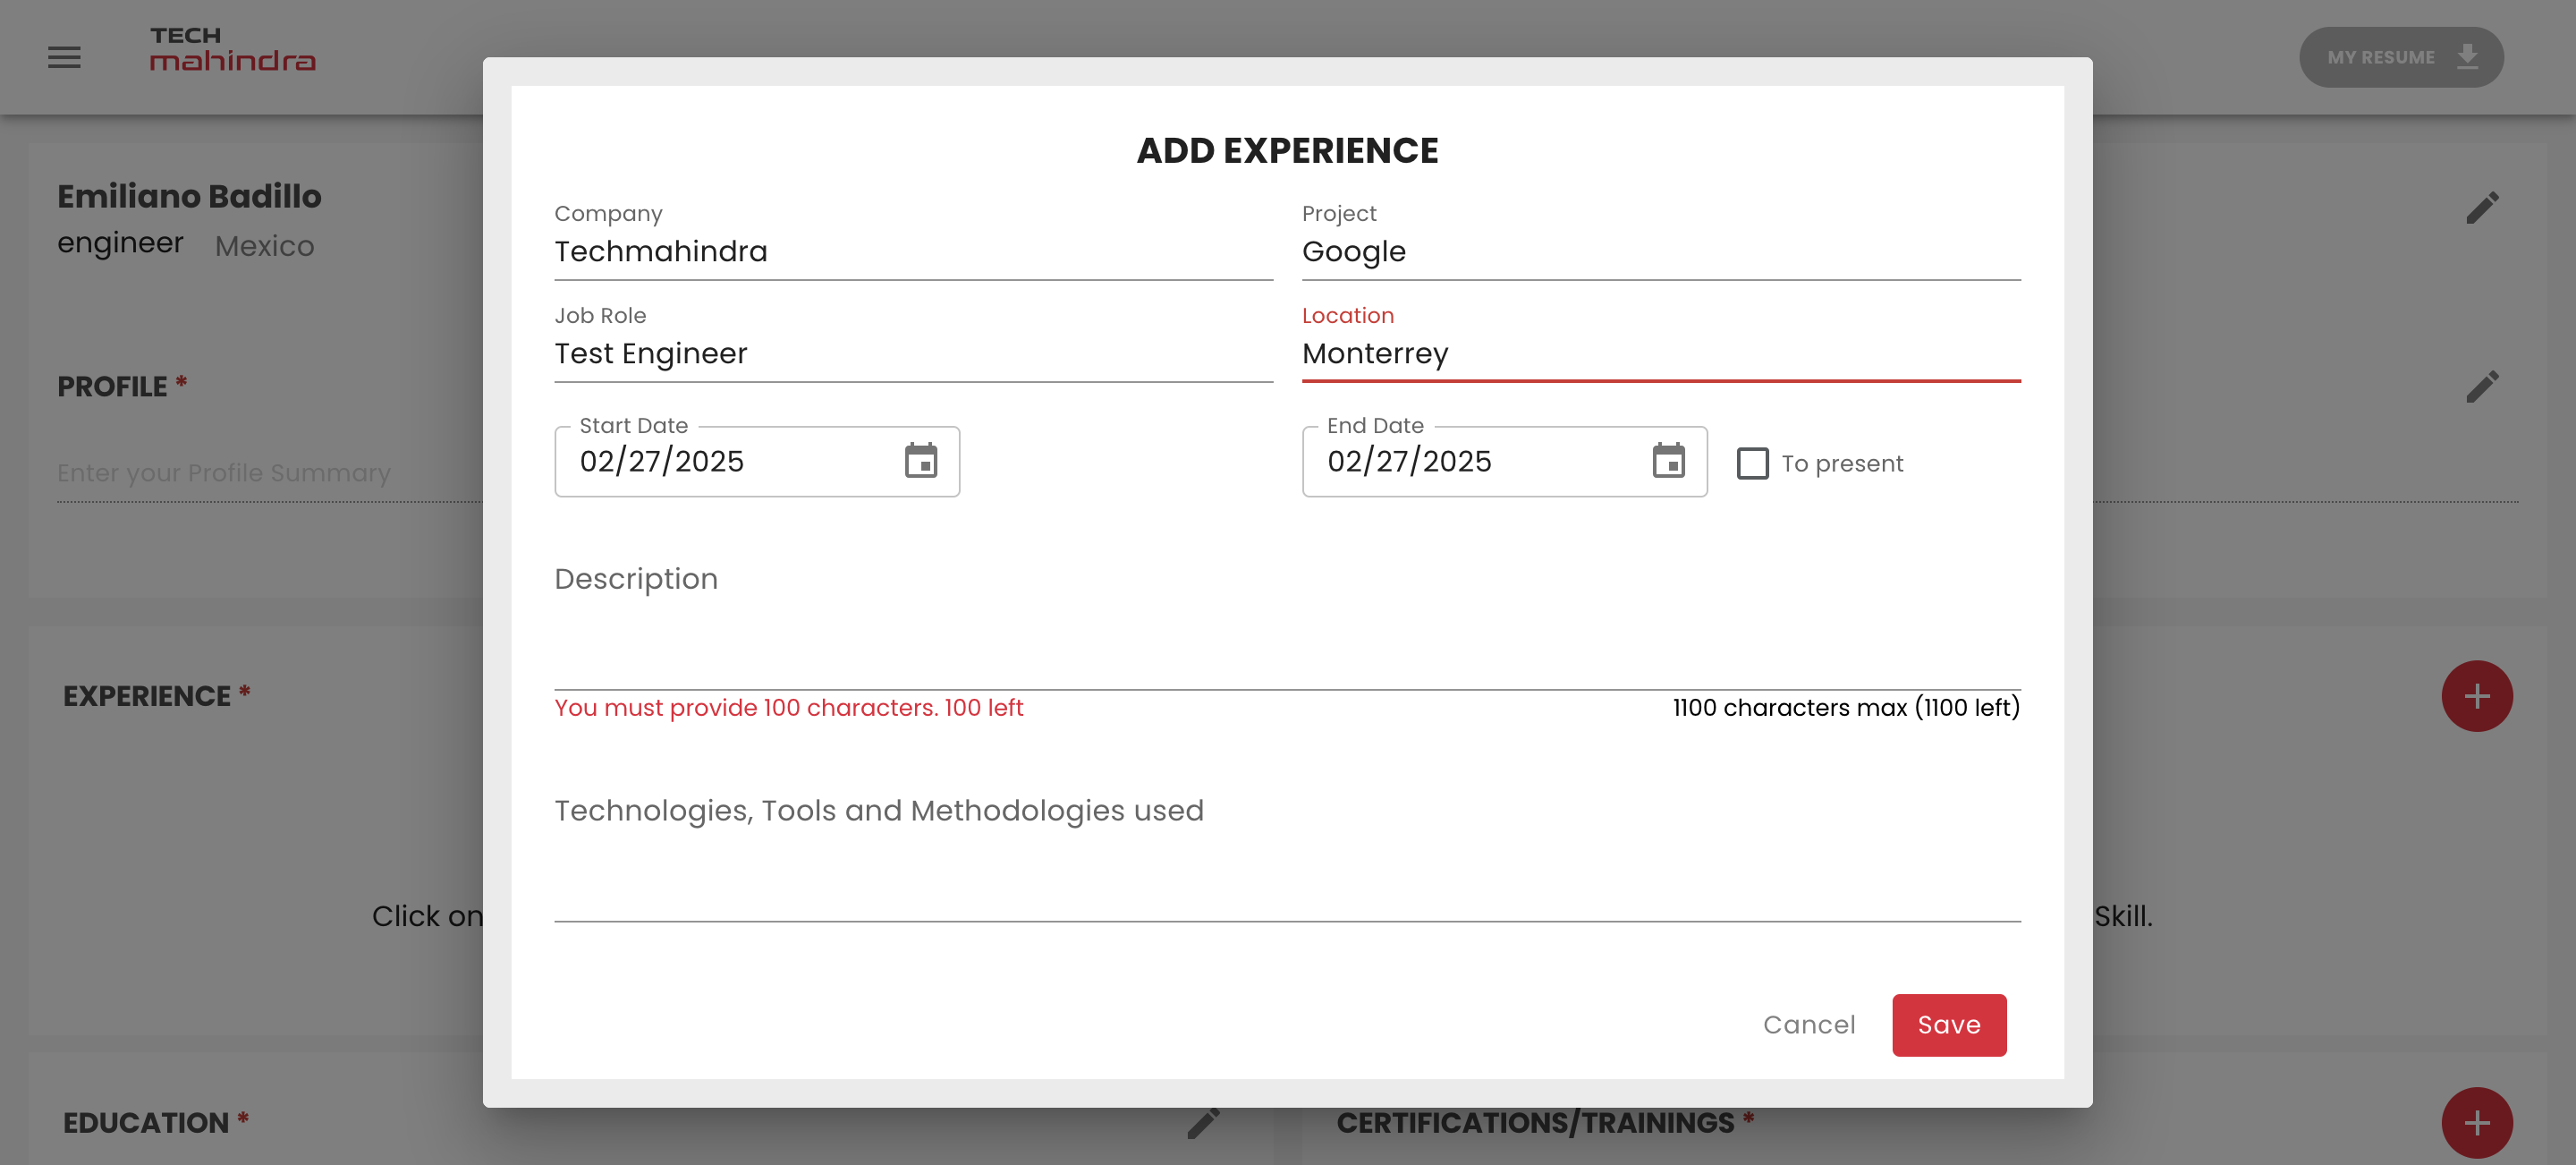 TECH
mahindra
MY RESUME
Emiliano Badillo
engineer Mexico
PROFILE *
Enter your Profile Summary
EXPERIENCE *
Click on
Skill.
EDUCATION *
CERTIFICATIONS/TRAININGS *
ADD EXPERIENCE
Company
Techmahindra
Project
Google
Job Role
Test Engineer
Location
Monterrey
Start Date
02/27/2025
End Date
02/27/2025
To present
Description
You must provide 100 characters. 100 left
1100 characters max (1100 left)
Technologies, Tools and Methodologies used
Cancel
Save